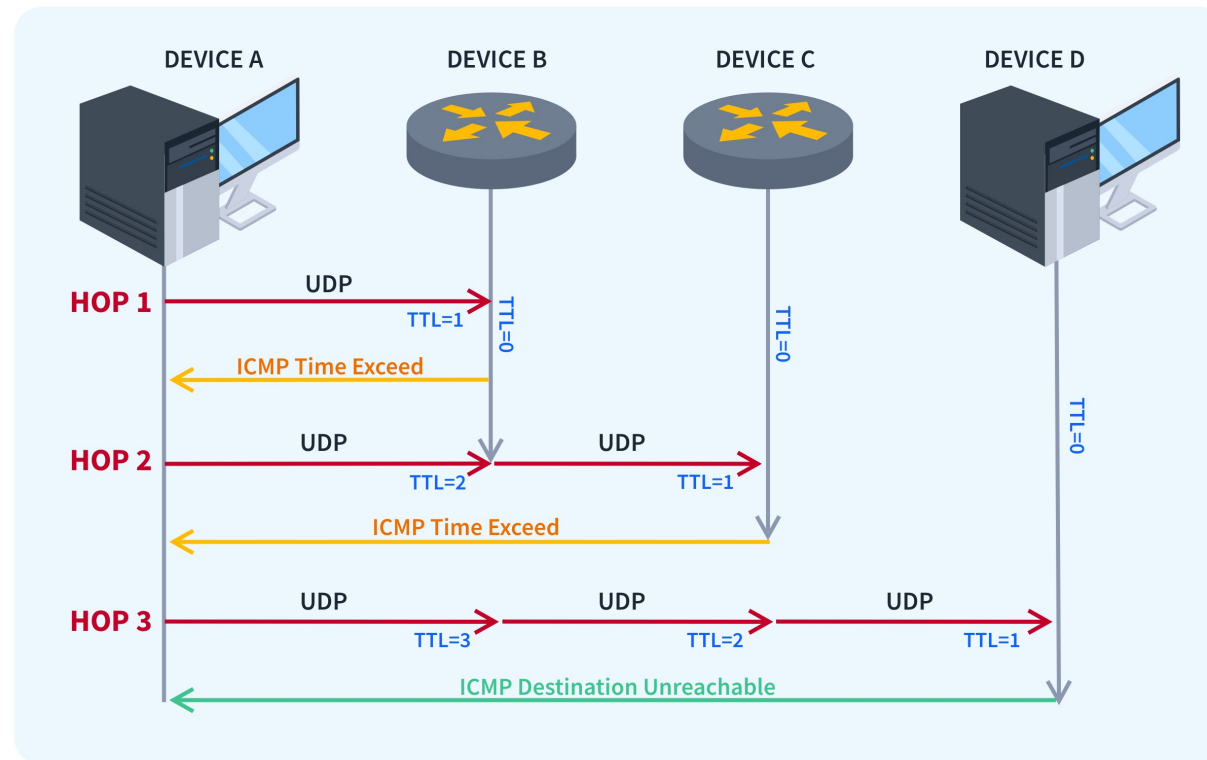 DEVICE A
DEVICE B
DEVICE C
DEVICE D
HOP 1
UDP
TTL=1
TTL=0
TTL=0
ICMP Time Exceed
TTL=0
HOP 2
UDP
TTL=2
UDP
TTL=1
ICMP Time Exceed
HOP 3
UDP
TTL=3
UDP
TTL=2
UDP
TTL=1
ICMP Destination Unreachable